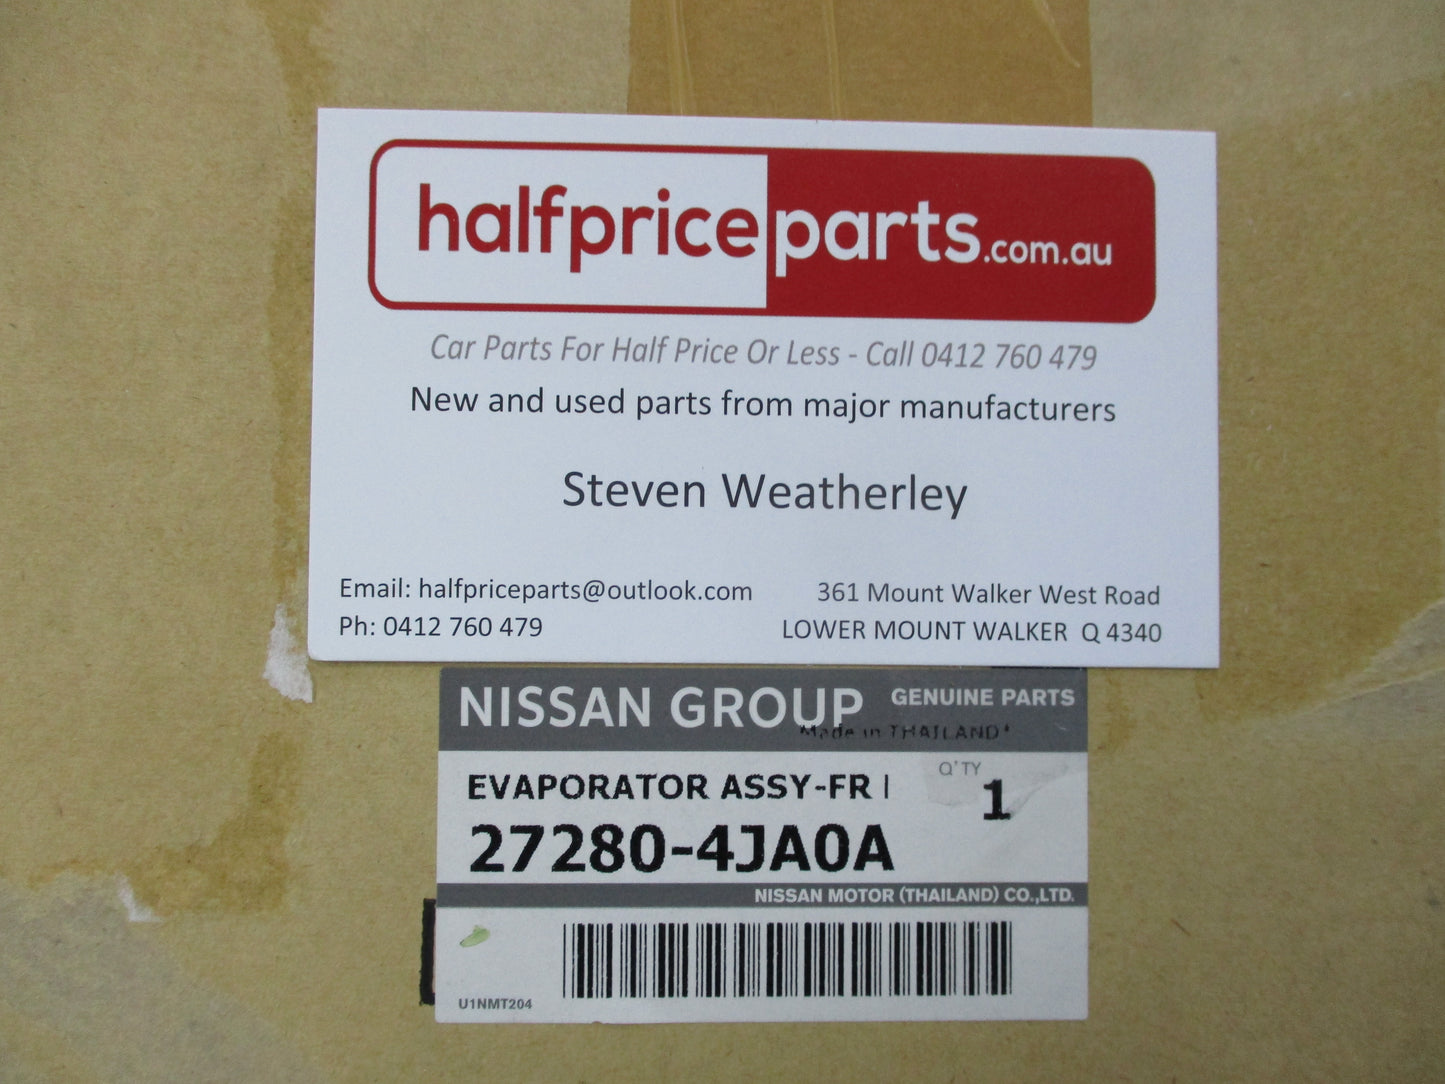 halfpriceparts.com.au
Car Parts For Half Price Or Less - Call 0412 760 479
New and used parts from major manufacturers
Steven Weatherley
Email: halfpriceparts@outlook.com
Ph: 0412 760 479
361 Mount Walker West Road
LOWER MOUNT WALKER Q 4340
NISSAN GROUP GENUINE PARTS
Made in THAILAND*
EVAPORATOR ASSY-FR I
Q'TY
1
27280-4JA0A
NISSAN MOTOR (THAILAND) CO.,LTD.
U1NMT204